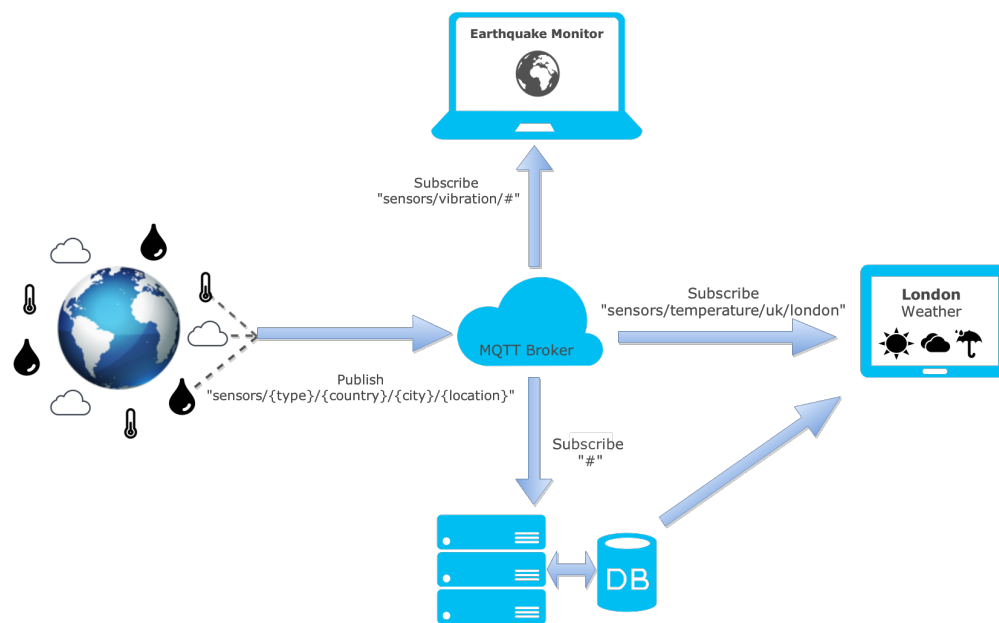 Earthquake Monitor
Subscribe
"sensors/vibration/#"
Subscribe
"sensors/temperature/uk/london"
London
Weather
MQTT Broker
Publish
"sensors/{type}/{country}/{city}/{location}"
Subscribe
"#"
DB